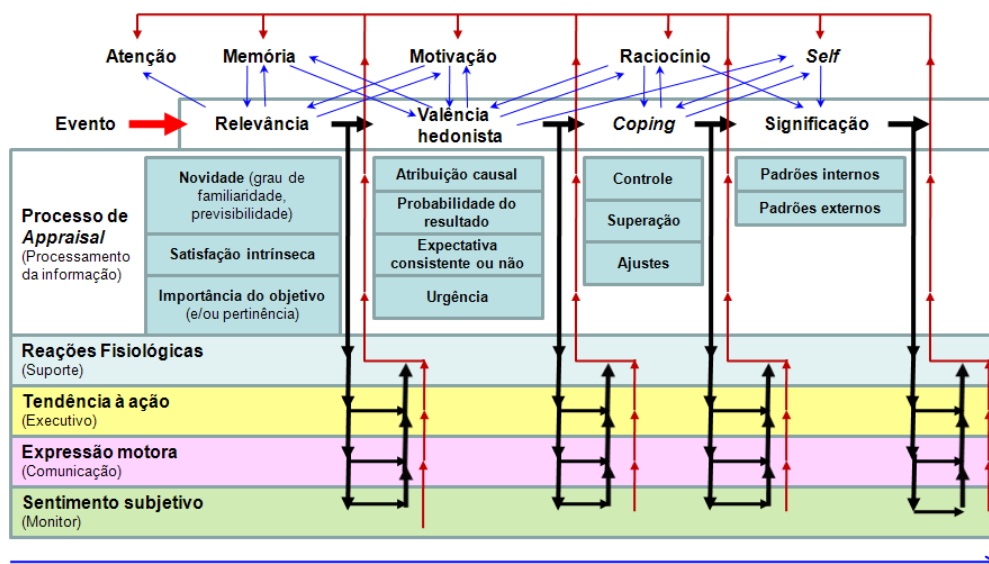 Atenção
Memória
Motivação
Raciocínio
Self
Evento
Relevância
Valência
hedonista
Coping
Significação
Processo de
Appraisal
(Processamento
da informação)
Novidade (grau de
familiaridade,
previsibilidade)
Satisfação intrínseca
Importância do objetivo
(e/ou pertinência)
Atribuição causal
Probabilidade do
resultado
Expectativa
consistente ou não
Urgência
Controle
Superação
Ajustes
Padrões internos
Padrões externos
Reações Fisiológicas
(Suporte)
Tendência à ação
(Executivo)
Expressão motora
(Comunicação)
Sentimento subjetivo
(Monitor)